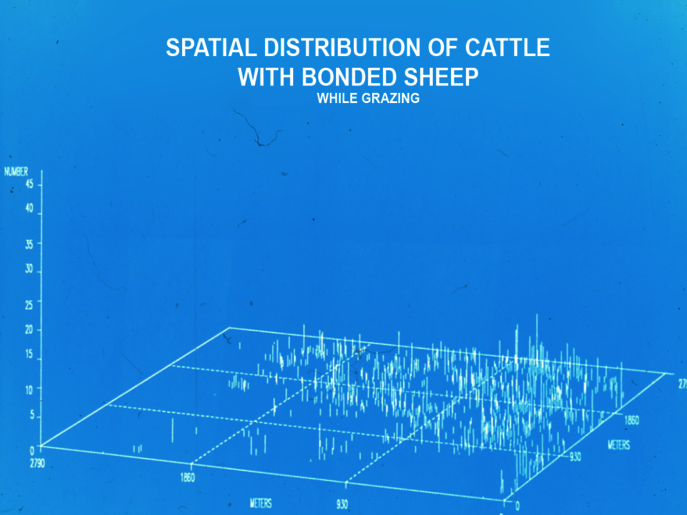 SPATIAL DISTRIBUTION OF CATTLE
WITH BONDED SHEEP
WHILE GRAZING
NUMBER
45
40
35
30
25
20
15
10
5
0
2790
1860
METERS
930
0
930
METERS
1860